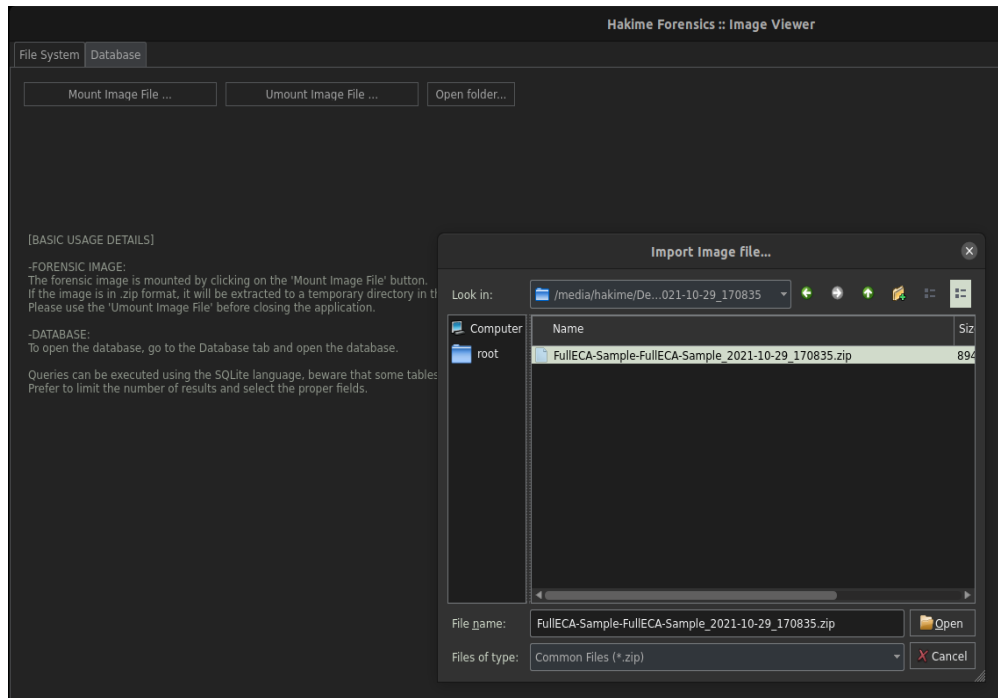 Hakime Forensics :: Image Viewer
File System
Database
Mount Image File ...
Umount Image File ...
Open folder...
[BASIC USAGE DETAILS]
-FORENSIC IMAGE:
The forensic image is mounted by clicking on the 'Mount Image File' button.
If the image is in .zip format, it will be extracted to a temporary directory in
Please use the 'Umount Image File' before closing the application.
-DATABASE:
To open the database, go to the Database tab and open the database.
Queries can be executed using the SQLite language, beware that some tables
Prefer to limit the number of results and select the proper fields.
Import Image file...
Look in:
/media/hakime/De...021-10-29_170835
Computer
root
Name
Siz
FullECA-Sample-FullECA-Sample_2021-10-29_170835.zip
894
File name:
FullECA-Sample-FullECA-Sample_2021-10-29_170835.zip
Open
Files of type:
Common Files (*.zip)
Cancel